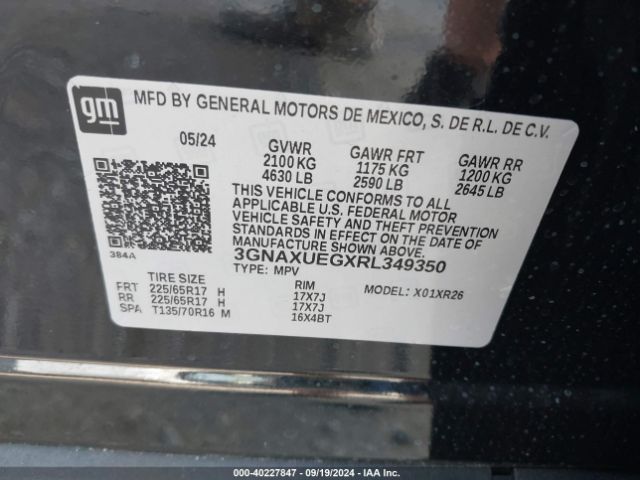 gm
MFD BY GENERAL MOTORS DE MEXICO, S. DE R.L. DE C.V.
05/24 GVWR GAWR FRT GAWR RR
2100 KG 1175 KG 1200 KG
4630 LB 2590 LB 2645 LB
THIS VEHICLE CONFORMS TO ALL
APPLICABLE U.S. FEDERAL MOTOR
VEHICLE SAFETY AND THEFT PREVENTION
STANDARDS IN EFFECT ON THE DATE
OF MANUFACTURE SHOWN ABOVE.
384A
3GNAXUEGXRL349350
TYPE: MPV
TIRE SIZE RIM MODEL: X01XR26
FRT 225/65R17 H 17X7J
RR 225/65R17 H 17X7J
SPA T135/70R16 M 16X4BT
000-40227847 - 09/19/2024 - IAA Inc.